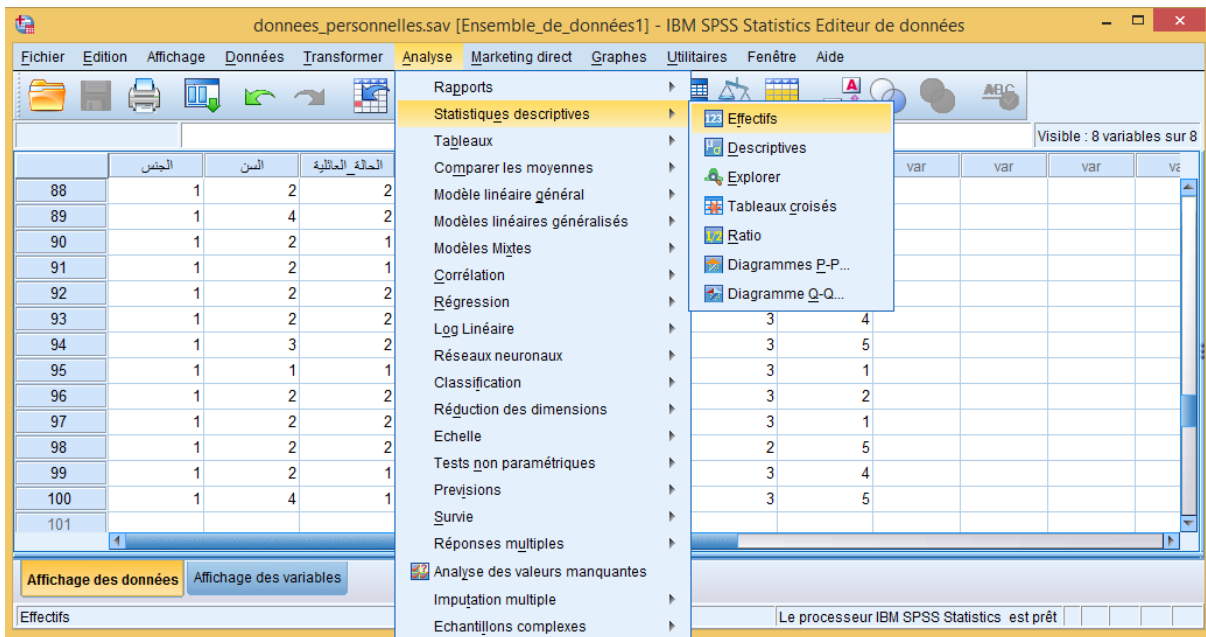 donnees_personnelles.sav [Ensemble_de_données1] - IBM SPSS Statistics Editeur de données
Fichier Edition Affichage Données Transformer Analyse Marketing direct Graphes Utilitaires Fenêtre Aide
Visible : 8 variables sur 8
الجنس السن الحالة_العائلية var var var
88 1 2 2
89 1 4 2
90 1 2 1
91 1 2 1
92 1 2 2
93 1 2 2 3 4
94 1 3 2 3 5
95 1 1 1 3 1
96 1 2 2 3 2
97 1 2 2 3 1
98 1 2 2 2 5
99 1 2 1 3 4
100 1 4 1 3 5
101
Rapports
Statistiques descriptives
Tableaux
Comparer les moyennes
Modèle linéaire général
Modèles linéaires généralisés
Modèles Mixtes
Corrélation
Régression
Log Linéaire
Réseaux neuronaux
Classification
Réduction des dimensions
Echelle
Tests non paramétriques
Prévisions
Survie
Réponses multiples
Analyse des valeurs manquantes
Imputation multiple
Echantillons complexes
Effectifs
Descriptives
Explorer
Tableaux croisés
Ratio
Diagrammes P-P...
Diagramme Q-Q...
Affichage des données Affichage des variables
Effectifs Le processeur IBM SPSS Statistics est prêt